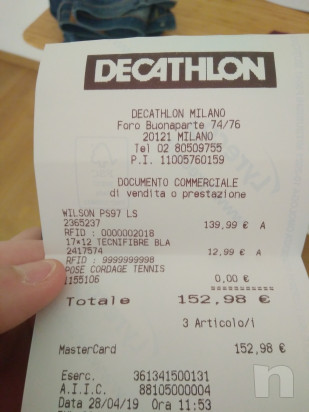 DECATHLON
DECATHLON MILANO
Foro Buonaparte 74/76
20121 MILANO
Tel 02 80509755
P.I. 11005760159
DOCUMENTO COMMERCIALE
di vendita o prestazione
WILSON PS97 LS
2365237 139,99 € A
RFID : 0000002018
17*12 TECNIFIBRE BLA
2417574 12,99 € A
RFID : 9999999998
POSE CORDAGE TENNIS
1155106 0,00 €
==========
Totale 152,98 €
3 Articolo/i
MasterCard 152,98 €
Eserc. 361341500131
A.I.I.C. 88105000004
Data 28/04/19 Ora 11:53
n